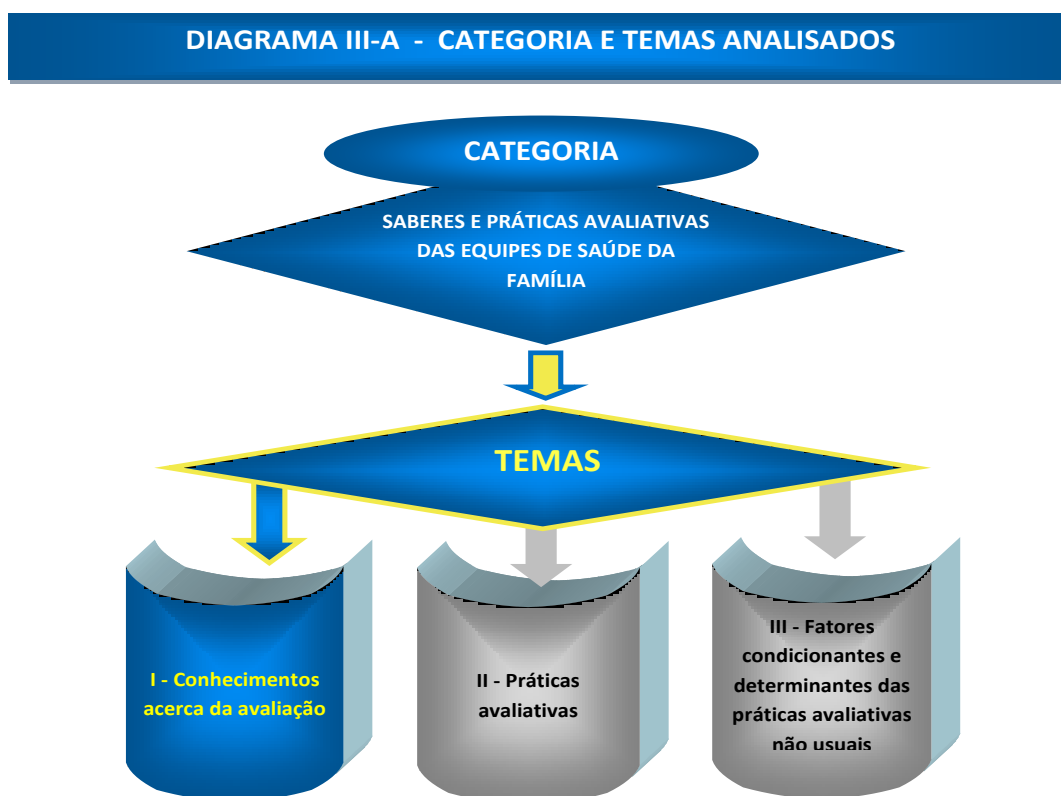 DIAGRAMA III-A - CATEGORIA E TEMAS ANALISADOS
CATEGORIA
SABERES E PRÁTICAS AVALIATIVAS
DAS EQUIPES DE SAÚDE DA
FAMÍLIA
TEMAS
I - Conhecimentos
acerca da avaliação
II - Práticas
avaliativas
III - Fatores
condicionantes e
determinantes das
práticas avaliativas
não usuais